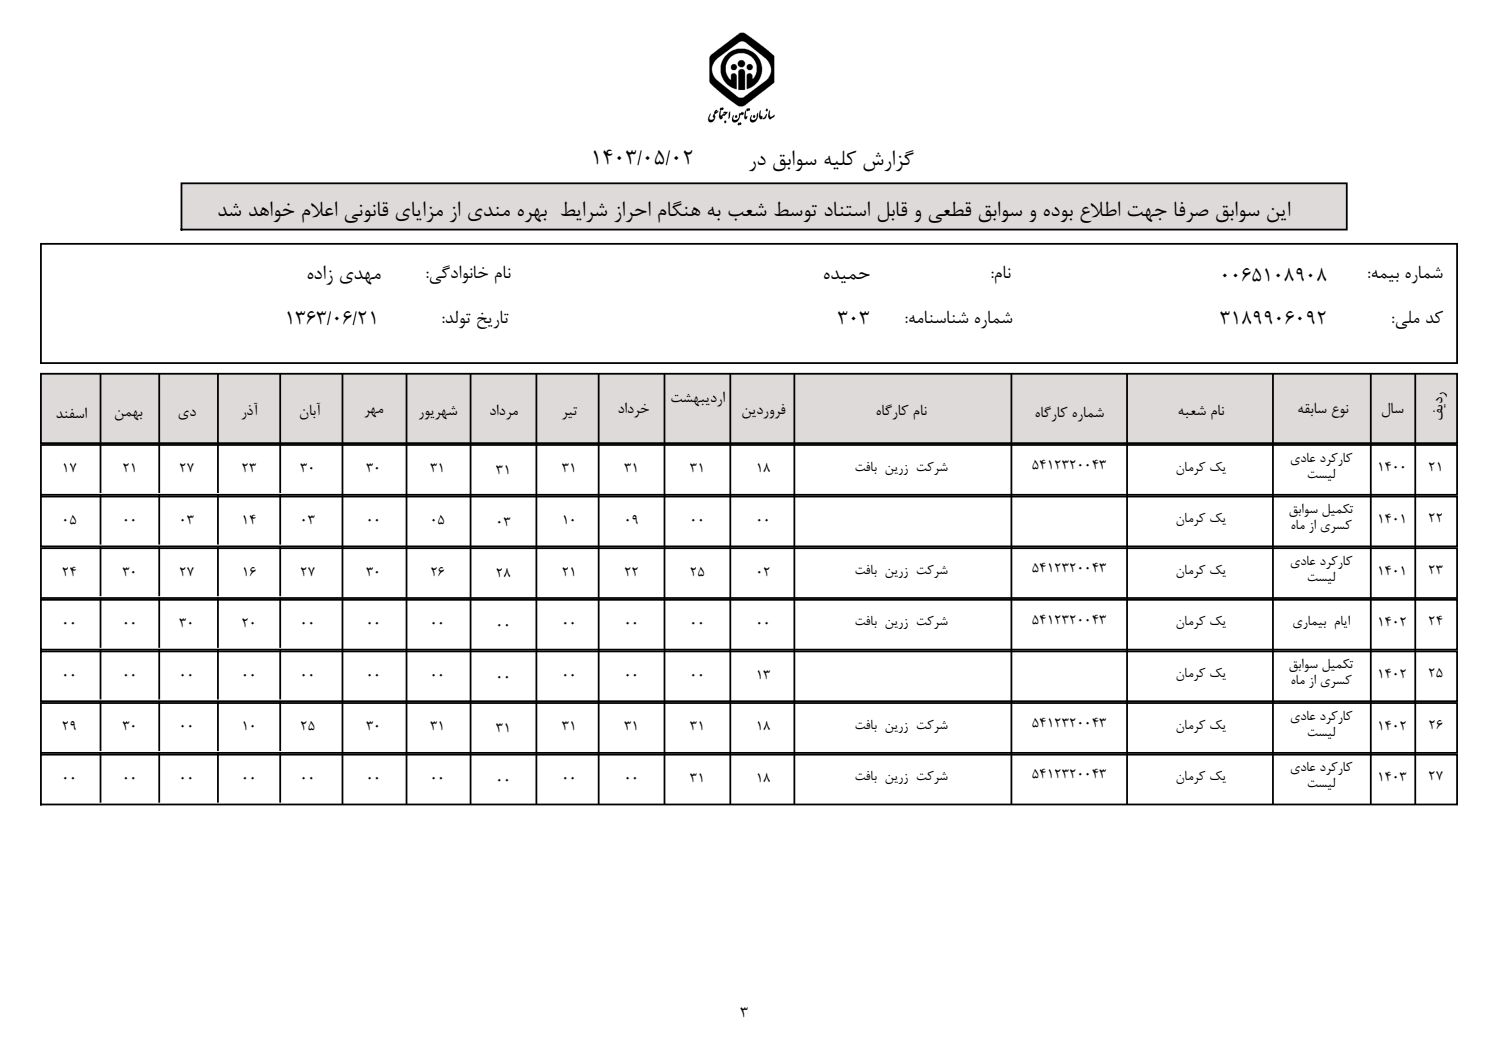 سازمان تامین اجتماعی
گزارش کلیه سوابق در ۱۴۰۳/۰۵/۰۲
این سوابق صرفا جهت اطلاع بوده و سوابق قطعی و قابل استناد توسط شعب به هنگام احراز شرایط بهره مندی از مزایای قانونی اعلام خواهد شد
شماره بیمه: ۰۰۶۵۱۰۸۹۰۸ نام: حمیده نام خانوادگی: مهدی زاده
کد ملی: ۳۱۸۹۹۰۶۰۹۲ شماره شناسنامه: ۳۰۳ تاریخ تولد: ۱۳۶۳/۰۶/۲۱
ردیف سال نوع سابقه نام شعبه شماره کارگاه نام کارگاه فروردین اردیبهشت خرداد تیر مرداد شهریور مهر آبان آذر دی بهمن اسفند
۲۱ ۱۴۰۰ کارکرد عادی لیست یک کرمان ۵۴۱۲۳۲۰۰۴۳ شرکت زرین بافت ۱۸ ۳۱ ۳۱ ۳۱ ۳۱ ۳۱ ۳۰ ۳۰ ۲۳ ۲۷ ۲۱ ۱۷
۲۲ ۱۴۰۱ تکمیل سوابق کسری از ماه یک کرمان ۰۰ ۰۰ ۰۹ ۱۰ ۰۳ ۰۵ ۰۰ ۰۳ ۱۴ ۰۳ ۰۰ ۰۵
۲۳ ۱۴۰۱ کارکرد عادی لیست یک کرمان ۵۴۱۲۳۲۰۰۴۳ شرکت زرین بافت ۰۲ ۲۵ ۲۲ ۲۱ ۲۸ ۲۶ ۳۰ ۲۷ ۱۶ ۲۷ ۳۰ ۲۴
۲۴ ۱۴۰۲ ایام بیماری یک کرمان ۵۴۱۲۳۲۰۰۴۳ شرکت زرین بافت ۰۰ ۰۰ ۰۰ ۰۰ ۰۰ ۰۰ ۰۰ ۰۰ ۲۰ ۳۰ ۰۰ ۰۰
۲۵ ۱۴۰۲ تکمیل سوابق کسری از ماه یک کرمان ۱۳ ۰۰ ۰۰ ۰۰ ۰۰ ۰۰ ۰۰ ۰۰ ۰۰ ۰۰ ۰۰ ۰۰
۲۶ ۱۴۰۲ کارکرد عادی لیست یک کرمان ۵۴۱۲۳۲۰۰۴۳ شرکت زرین بافت ۱۸ ۳۱ ۳۱ ۳۱ ۳۱ ۳۱ ۳۰ ۲۵ ۱۰ ۰۰ ۳۰ ۲۹
۲۷ ۱۴۰۳ کارکرد عادی لیست یک کرمان ۵۴۱۲۳۲۰۰۴۳ شرکت زرین بافت ۱۸ ۳۱ ۰۰ ۰۰ ۰۰ ۰۰ ۰۰ ۰۰ ۰۰ ۰۰ ۰۰ ۰۰
۳